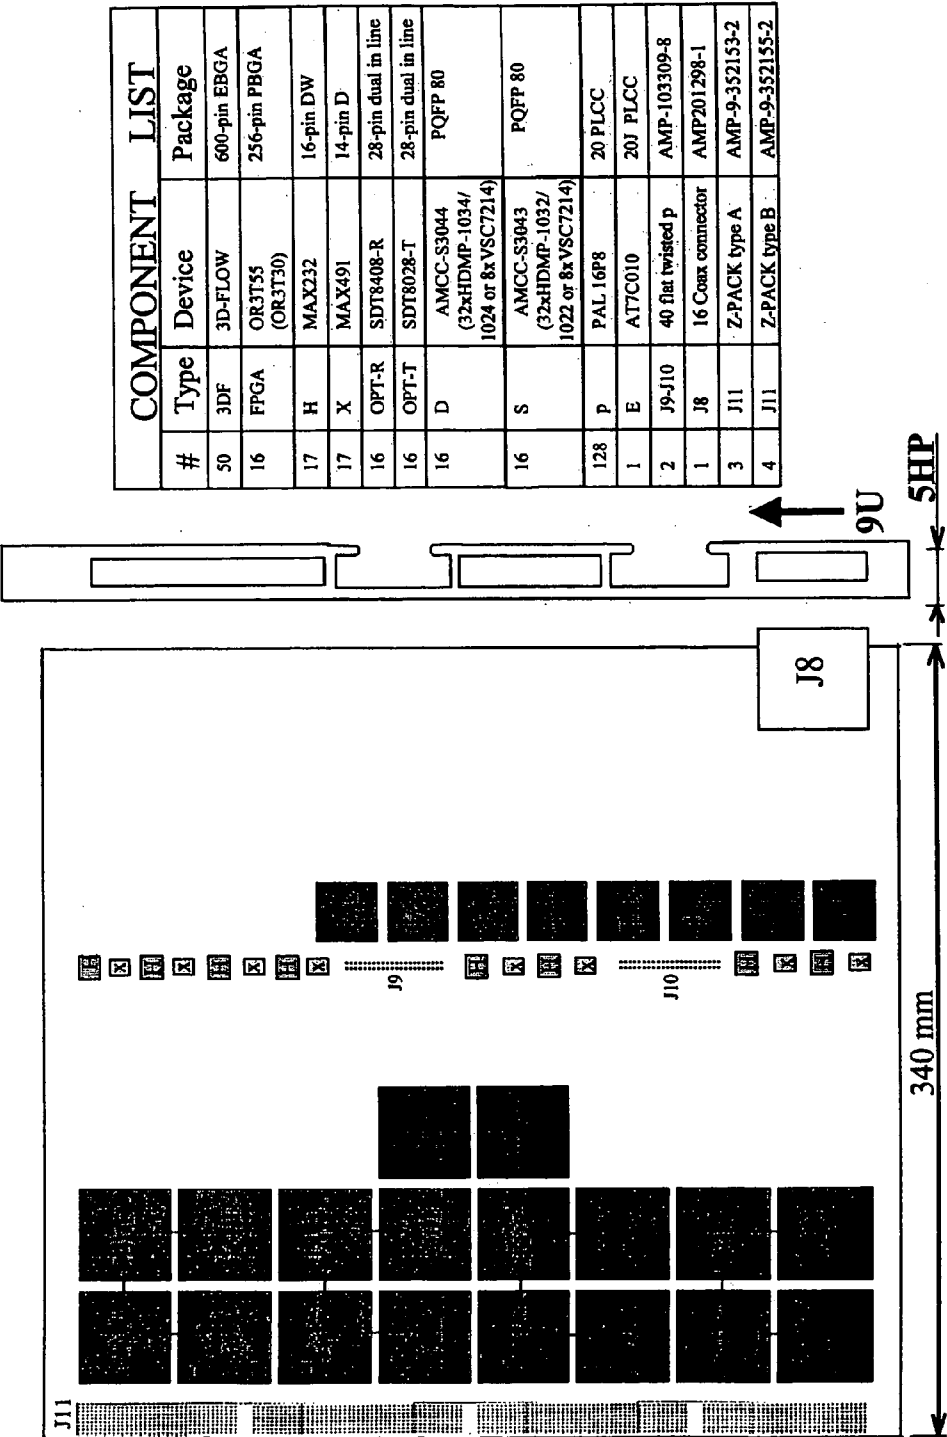 COMPONENT LIST
# Type Device Package
50 3DF 3D-FLOW 600-pin EBGA
16 FPGA OR3T55 256-pin PBGA
(OR3T30)
17 H MAX232 16-pin DW
17 X MAX491 14-pin D
16 OPT-R SDT8408-R 28-pin dual in line
16 OPT-T SDT8028-T 28-pin dual in line
16 D AMCC-S3044 PQFP 80
(32xHDMP-1034/
1024 or 8xVSC7214)
16 S AMCC-S3043 PQFP 80
(32xHDMP-1032/
1022 or 8xVSC7214)
128 P PAL 16P8 20 PLCC
1 E AT7C010 20J PLCC
2 J9-J10 40 flat twisted p AMP-103309-8
1 J8 16 Coax connector AMP201298-1
3 J11 Z-PACK type A AMP-9-352153-2
4 J11 Z-PACK type B AMP-9-352155-2
9U
5HP
J8
H
X
H
X
H
X
H
X
J9
H
X
H
X
J10
H
X
H
X
J11
340 mm